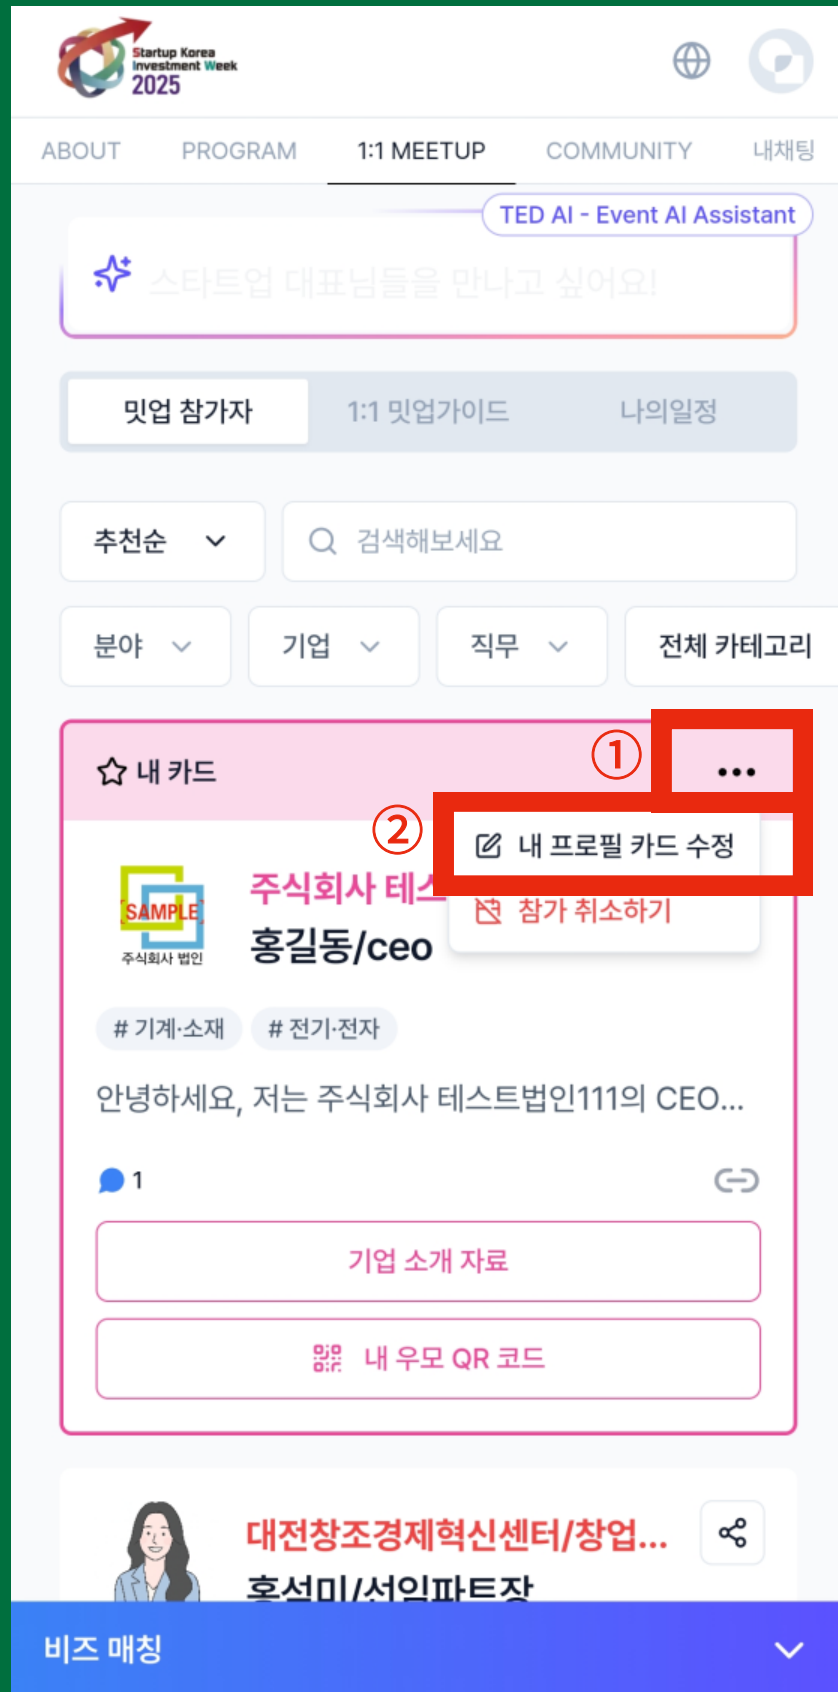 Startup Korea
Investment Week
2025
ABOUT PROGRAM 1:1 MEETUP COMMUNITY 내채팅
TED AI - Event AI Assistant
스타트업 대표님들을 만나고 싶어요!
밋업 참가자 1:1 밋업가이드 나의일정
추천순 검색해보세요
분야 기업 직무 전체 카테고리
내 카드 ① •••
② 내 프로필 카드 수정
참가 취소하기
SAMPLE
주식회사 법인
주식회사 테스
홍길동/ceo
# 기계·소재 # 전기·전자
안녕하세요, 저는 주식회사 테스트법인111의 CEO...
1
기업 소개 자료
내 우모 QR 코드
대전창조경제혁신센터/창업...
홍석미/선임파트장
비즈 매칭